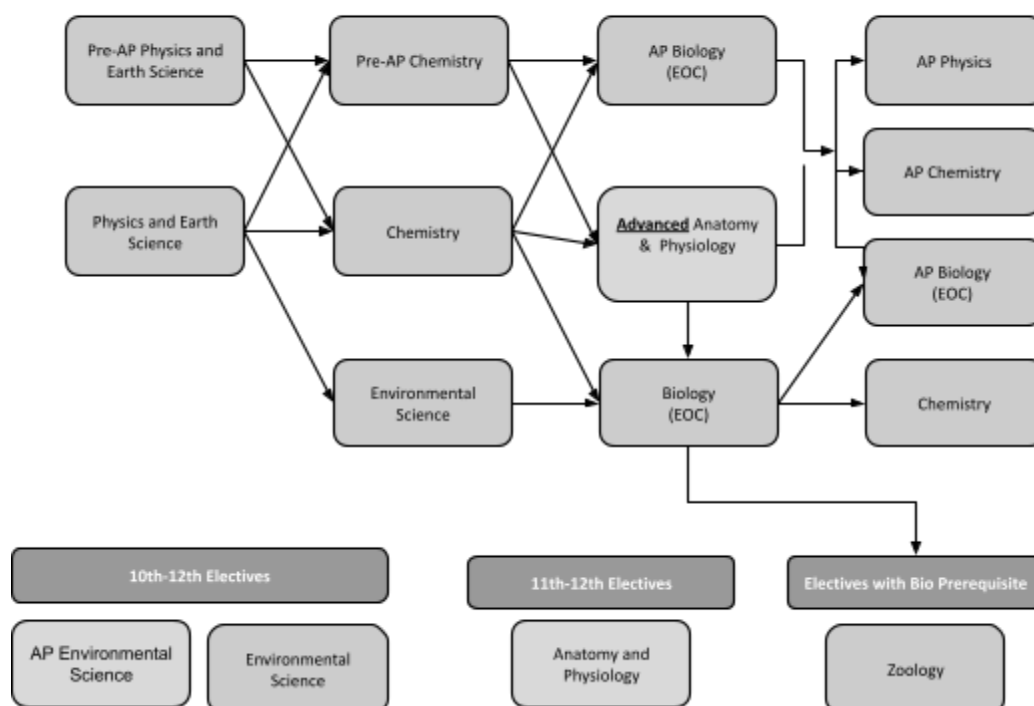 Pre-AP Physics and
Earth Science
Pre-AP Chemistry
AP Biology
(EOC)
AP Physics
AP Chemistry
Physics and Earth
Science
Chemistry
Advanced Anatomy
& Physiology
AP Biology
(EOC)
Environmental
Science
Biology
(EOC)
Chemistry
10th-12th Electives
11th-12th Electives
Electives with Bio Prerequisite
AP Environmental
Science
Environmental
Science
Anatomy and
Physiology
Zoology